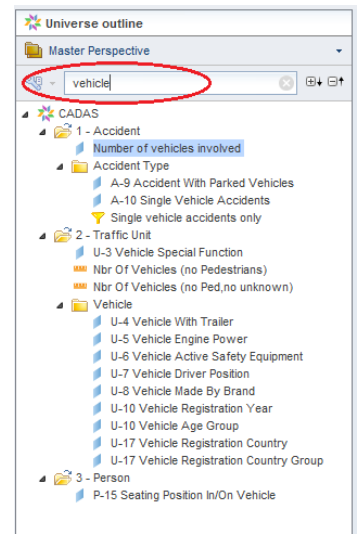 Universe outline
Master Perspective
vehicle
CADAS
1 - Accident
Number of vehicles involved
Accident Type
A-9 Accident With Parked Vehicles
A-10 Single Vehicle Accidents
Single vehicle accidents only
2 - Traffic Unit
U-3 Vehicle Special Function
Nbr Of Vehicles (no Pedestrians)
Nbr Of Vehicles (no Ped,no unknown)
Vehicle
U-4 Vehicle With Trailer
U-5 Vehicle Engine Power
U-6 Vehicle Active Safety Equipment
U-7 Vehicle Driver Position
U-8 Vehicle Made By Brand
U-10 Vehicle Registration Year
U-10 Vehicle Age Group
U-17 Vehicle Registration Country
U-17 Vehicle Registration Country Group
3 - Person
P-15 Seating Position In/On Vehicle